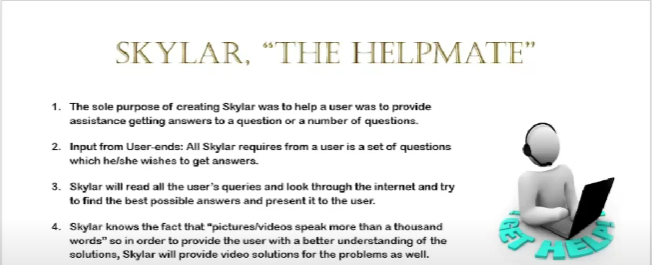 SKYLAR, "THE HELPMATE"
1. The sole purpose of creating Skylar was to help a user was to provide
assistance getting answers to a question or a number of questions.
2. Input from User-ends: All Skylar requires from a user is a set of questions
which he/she wishes to get answers.
3. Skylar will read all the user's queries and look through the internet and try
to find the best possible answers and present it to the user.
4. Skylar knows the fact that "pictures/videos speak more than a thousand
words" so in order to provide the user with a better understanding of the
solutions, Skylar will provide video solutions for the problems as well.
GET HELP!